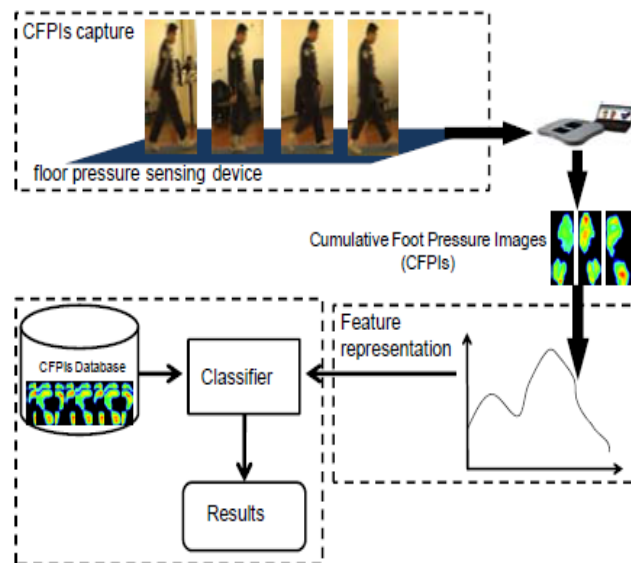 CFPIs capture
floor pressure sensing device
Cumulative Foot Pressure Images
(CFPIs)
Feature
representation
CFPIs Database
Classifier
Results